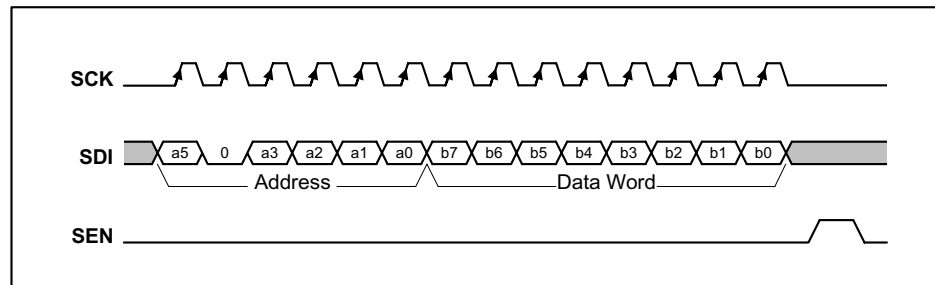 SCK
SDI a5 0 a3 a2 a1 a0 b7 b6 b5 b4 b3 b2 b1 b0
Address Data Word
SEN